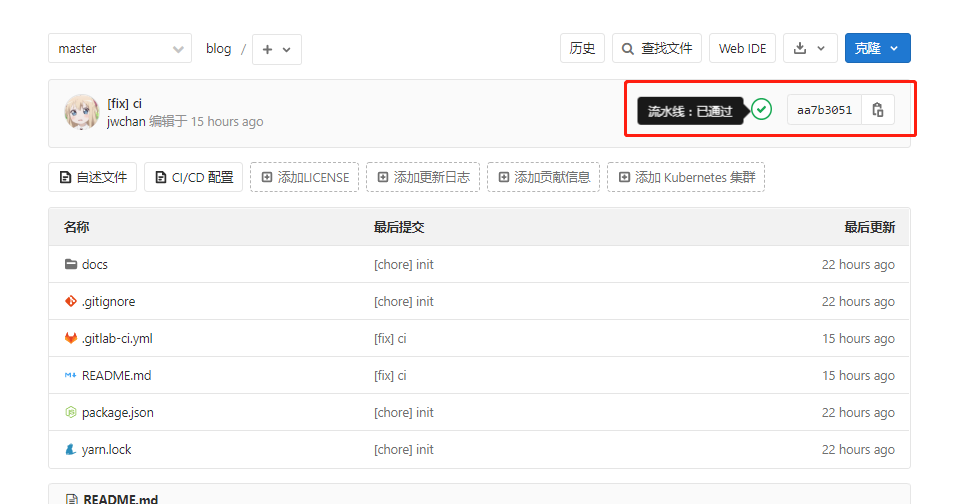 master blog / + 历史 查找文件 Web IDE 克隆
[fix] ci
jwchan 编辑于 15 hours ago
流水线：已通过 aa7b3051
自述文件 CI/CD 配置 添加LICENSE 添加更新日志 添加贡献信息 添加 Kubernetes 集群
名称 最后提交 最后更新
docs [chore] init 22 hours ago
.gitignore [chore] init 22 hours ago
.gitlab-ci.yml [fix] ci 15 hours ago
README.md [fix] ci 15 hours ago
package.json [chore] init 22 hours ago
yarn.lock [chore] init 22 hours ago
README.md